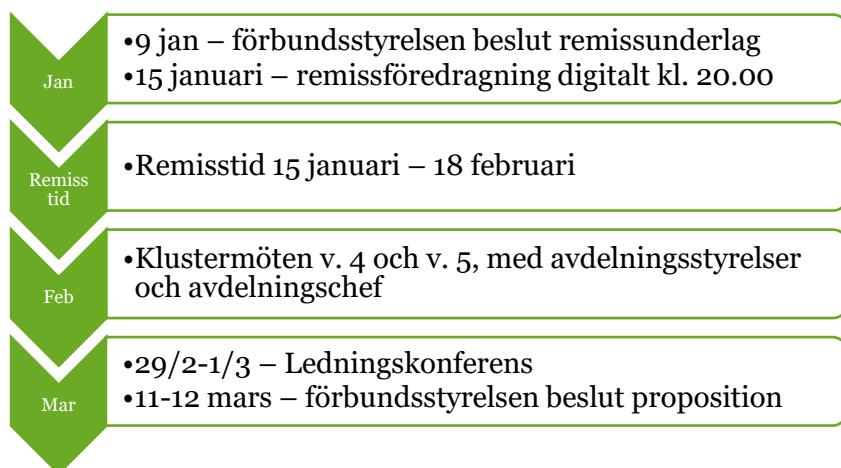 Jan
•9 jan – förbundsstyrelsen beslut remissunderlag
•15 januari – remissföredragning digitalt kl. 20.00
Remiss
tid
•Remisstid 15 januari – 18 februari
Feb
•Klustermöten v. 4 och v. 5, med avdelningsstyrelser
och avdelningschef
Mar
•29/2-1/3 – Ledningskonferens
•11-12 mars – förbundsstyrelsen beslut proposition